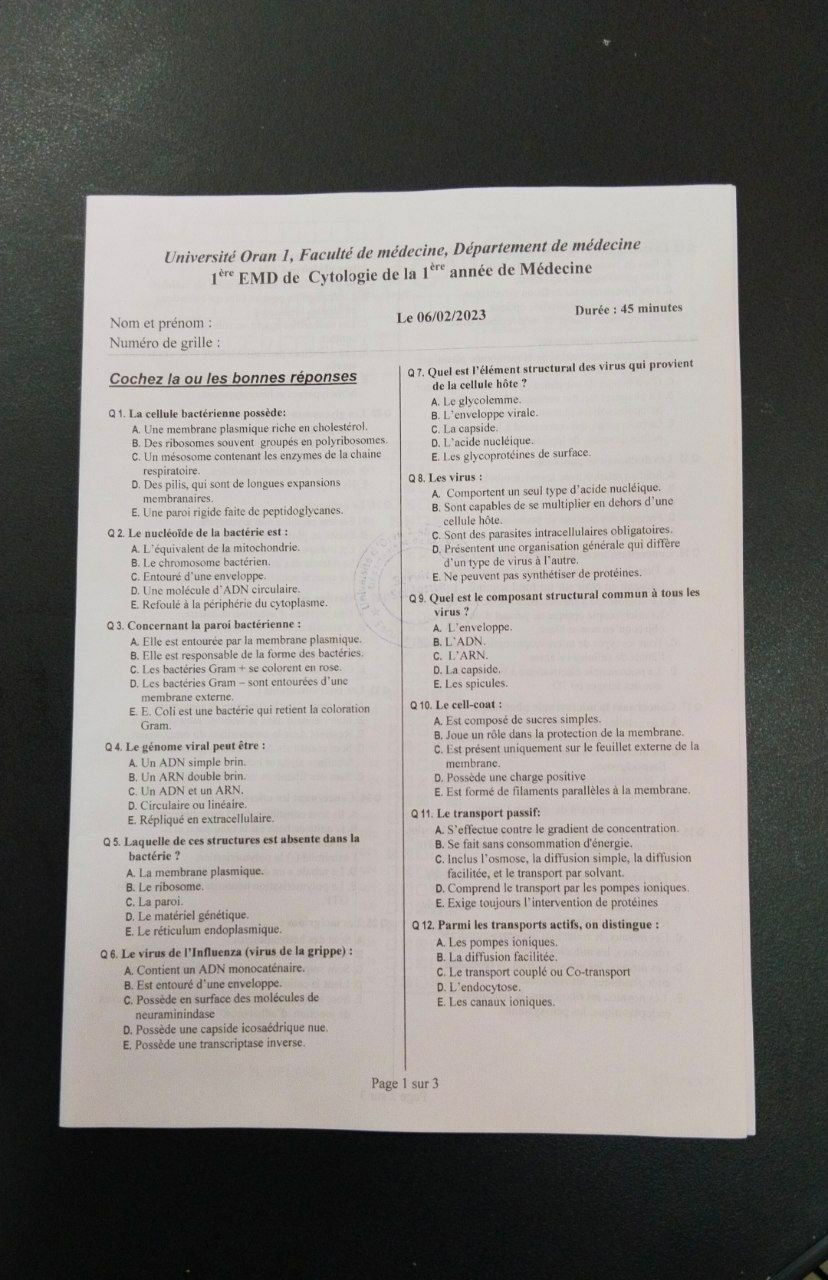 Université Oran 1, Faculté de médecine, Département de médecine
1ère EMD de Cytologie de la 1ère année de Médecine
Nom et prénom :
Le 06/02/2023
Durée : 45 minutes
Numéro de grille :
Cochez la ou les bonnes réponses
Q 1. La cellule bactérienne possède:
A. Une membrane plasmique riche en cholestérol.
B. Des ribosomes souvent groupés en polyribosomes.
C. Un mésosome contenant les enzymes de la chaine
respiratoire.
D. Des pilis, qui sont de longues expansions
membranaires.
E. Une paroi rigide faite de peptidoglycanes.
Q 2. Le nucléoïde de la bactérie est :
A. L'équivalent de la mitochondrie.
B. Le chromosome bactérien.
C. Entouré d'une enveloppe.
D. Une molécule d'ADN circulaire.
E. Refoulé à la périphérie du cytoplasme.
Q 3. Concernant la paroi bactérienne :
A. Elle est entourée par la membrane plasmique.
B. Elle est responsable de la forme des bactéries.
C. Les bactéries Gram + se colorent en rose.
D. Les bactéries Gram – sont entourées d'une
membrane externe.
E. E. Coli est une bactérie qui retient la coloration
Gram.
Q 4. Le génome viral peut être :
A. Un ADN simple brin.
B. Un ARN double brin.
C. Un ADN et un ARN.
D. Circulaire ou linéaire.
E. Répliqué en extracellulaire.
Q 5. Laquelle de ces structures est absente dans la
bactérie ?
A. La membrane plasmique.
B. Le ribosome.
C. La paroi.
D. Le matériel génétique.
E. Le réticulum endoplasmique.
Q 6. Le virus de l'Influenza (virus de la grippe) :
A. Contient un ADN monocaténaire.
B. Est entouré d'une enveloppe.
C. Possède en surface des molécules de
neuraminindase
D. Possède une capside icosaédrique nue.
E. Possède une transcriptase inverse.
Q 7. Quel est l'élément structural des virus qui provient
de la cellule hôte ?
A. Le glycolemme.
B. L'enveloppe virale.
C. La capside.
D. L'acide nucléique.
E. Les glycoprotéines de surface.
Q 8. Les virus :
A. Comportent un seul type d'acide nucléique.
B. Sont capables de se multiplier en dehors d'une
cellule hôte.
C. Sont des parasites intracellulaires obligatoires.
D. Présentent une organisation générale qui diffère
d'un type de virus à l'autre.
E. Ne peuvent pas synthétiser de protéines.
Q 9. Quel est le composant structural commun à tous les
virus ?
A. L'enveloppe.
B. L'ADN.
C. L'ARN.
D. La capside.
E. Les spicules.
Q 10. Le cell-coat :
A. Est composé de sucres simples.
B. Joue un rôle dans la protection de la membrane.
C. Est présent uniquement sur le feuillet externe de la
membrane.
D. Possède une charge positive
E. Est formé de filaments parallèles à la membrane.
Q 11. Le transport passif:
A. S'effectue contre le gradient de concentration.
B. Se fait sans consommation d'énergie.
C. Inclus l'osmose, la diffusion simple, la diffusion
facilitée, et le transport par solvant.
D. Comprend le transport par les pompes ioniques.
E. Exige toujours l'intervention de protéines
Q 12. Parmi les transports actifs, on distingue :
A. Les pompes ioniques.
B. La diffusion facilitée.
C. Le transport couplé ou Co-transport
D. L'endocytose.
E. Les canaux ioniques.
Page 1 sur 3